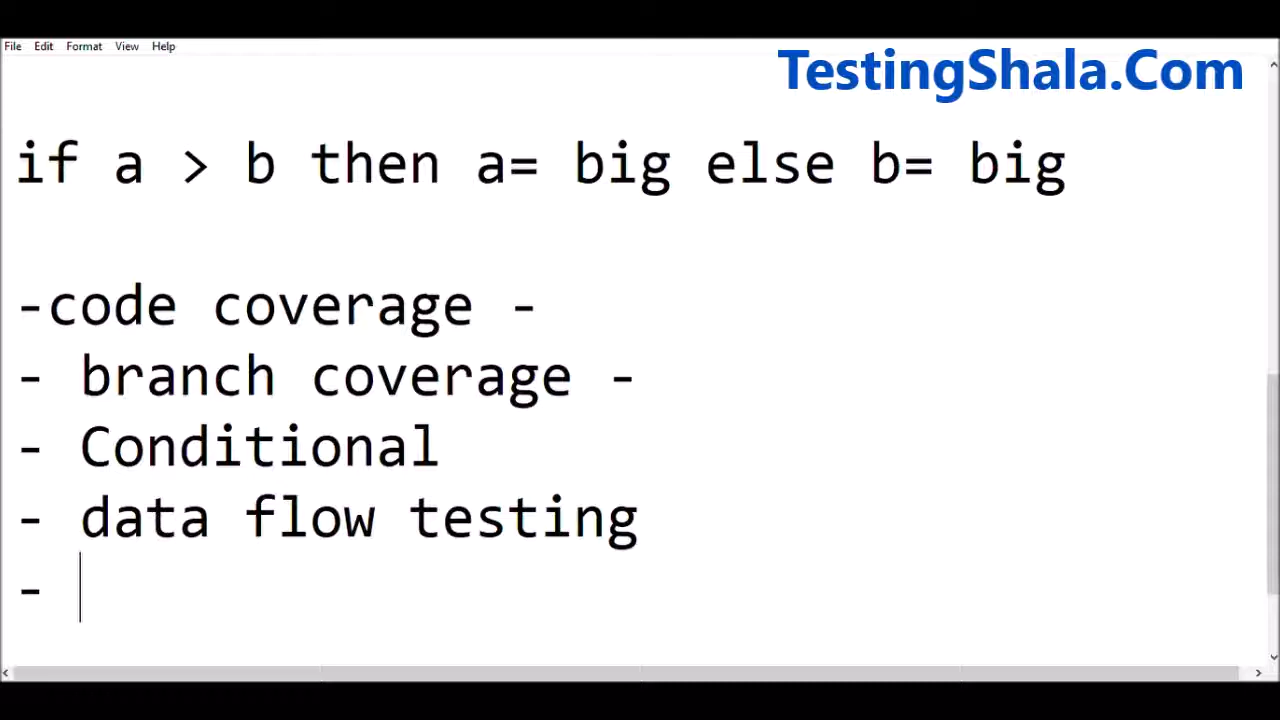 File Edit Format View Help
TestingShala.Com
if a > b then a= big else b= big
-code coverage -
- branch coverage -
- Conditional
- data flow testing
-